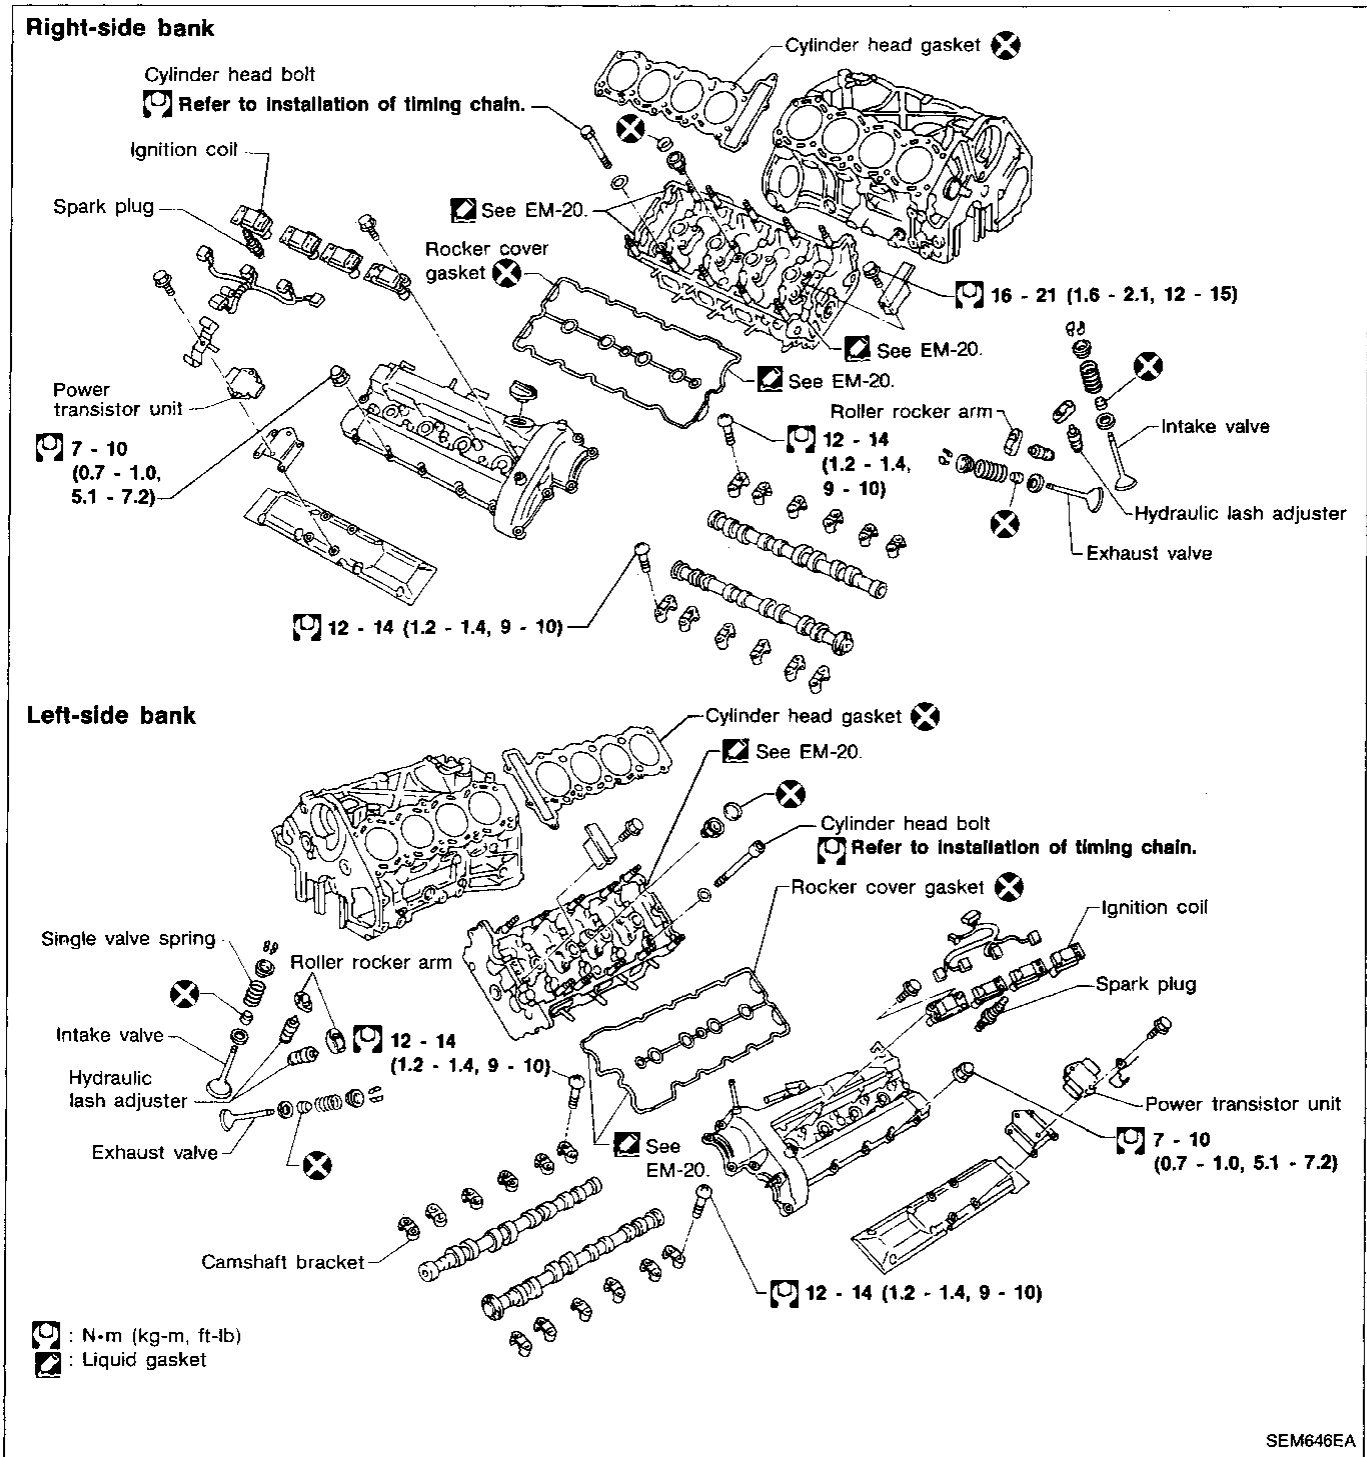 Right-side bank
Cylinder head gasket
Cylinder head bolt
Refer to installation of timing chain.
Ignition coil
Spark plug
See EM-20.
Rocker cover
gasket
16 - 21 (1.6 - 2.1, 12 - 15)
See EM-20.
See EM-20.
Power
transistor unit
7 - 10
(0.7 - 1.0,
5.1 - 7.2)
Roller rocker arm
12 - 14
(1.2 - 1.4,
9 - 10)
Intake valve
Hydraulic lash adjuster
Exhaust valve
12 - 14 (1.2 - 1.4, 9 - 10)
Left-side bank
Cylinder head gasket
See EM-20.
Cylinder head bolt
Refer to installation of timing chain.
Rocker cover gasket
Ignition coil
Single valve spring
Roller rocker arm
Spark plug
Intake valve
12 - 14
(1.2 - 1.4, 9 - 10)
Hydraulic
lash adjuster
Exhaust valve
Power transistor unit
7 - 10
(0.7 - 1.0, 5.1 - 7.2)
See
EM-20.
Camshaft bracket
12 - 14 (1.2 - 1.4, 9 - 10)
: N•m (kg-m, ft-lb)
: Liquid gasket
SEM646EA